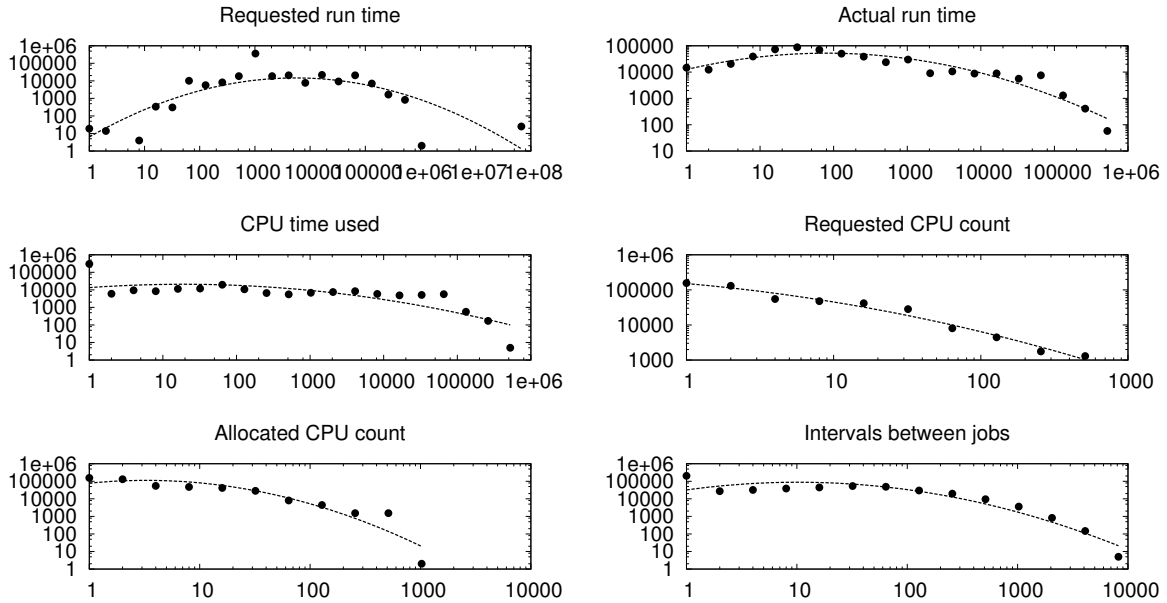 Requested run time
1e+06
100000
10000
1000
100
10
1
1 10 100 1000 10000 100000 1e+06 1e+07 1e+08
Actual run time
100000
10000
1000
100
10
1 10 100 1000 10000 100000 1e+06
CPU time used
1e+06
100000
10000
1000
100
10
1
1 10 100 1000 10000 100000 1e+06
Requested CPU count
1e+06
100000
10000
1000
1 10 100 1000
Allocated CPU count
1e+06
100000
10000
1000
100
10
1
1 10 100 1000 10000
Intervals between jobs
1e+06
100000
10000
1000
100
10
1
1 10 100 1000 10000